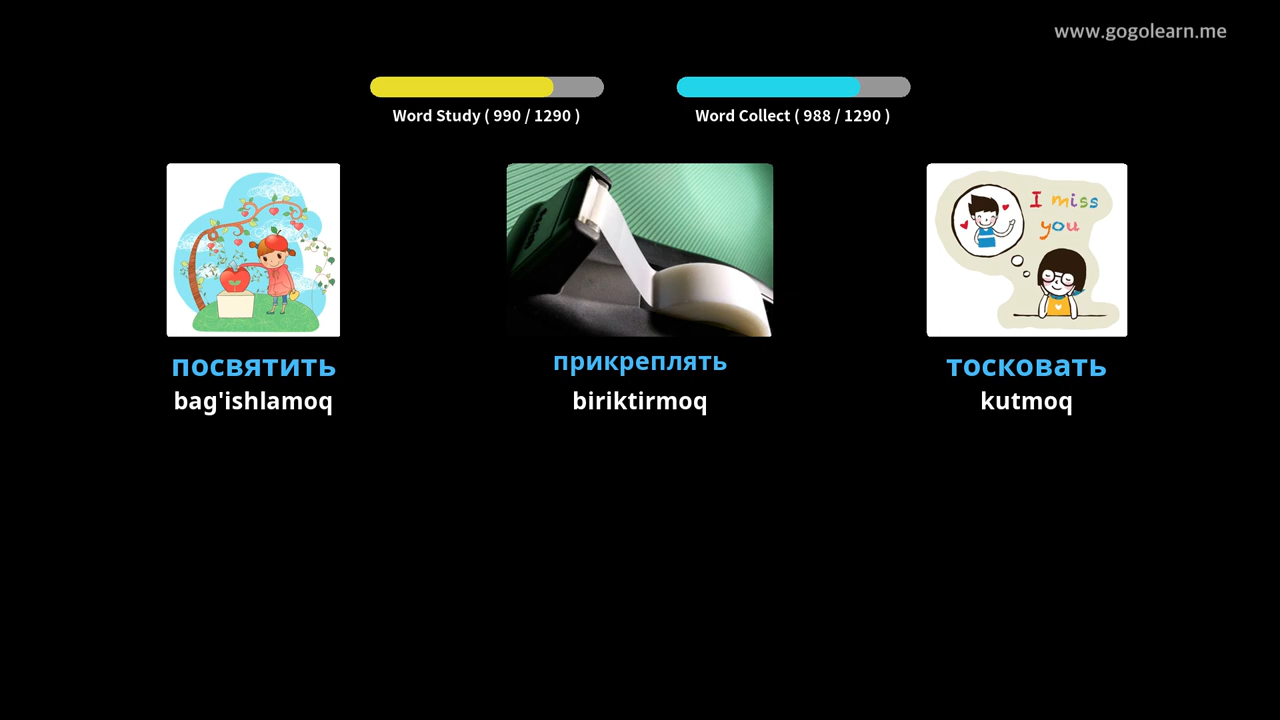 www.gogolearn.me
Word Study ( 990 / 1290 )
Word Collect ( 988 / 1290 )
I miss
you
посвятить
прикреплять
тосковать
bag'ishlamoq
biriktirmoq
kutmoq